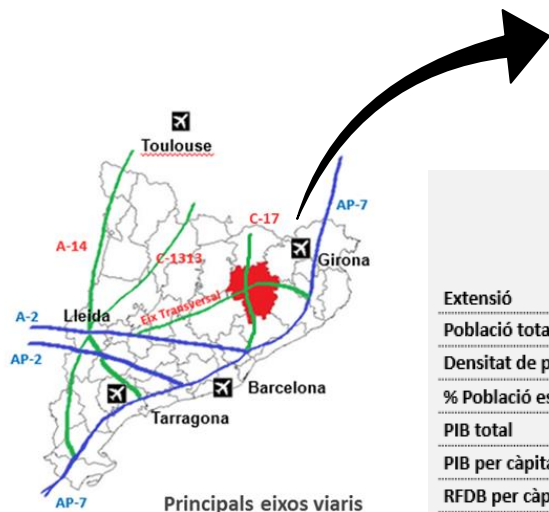 Toulouse
AP-7
C-17
A-14
C-1313
Girona
Eix Transversal
A-2
Lleida
AP-2
Barcelona
Tarragona
AP-7
Principals eixos viaris
Extensió
Població tota
Densitat de p
% Població es
PIB total
PIB per càpita
RFDB per càp